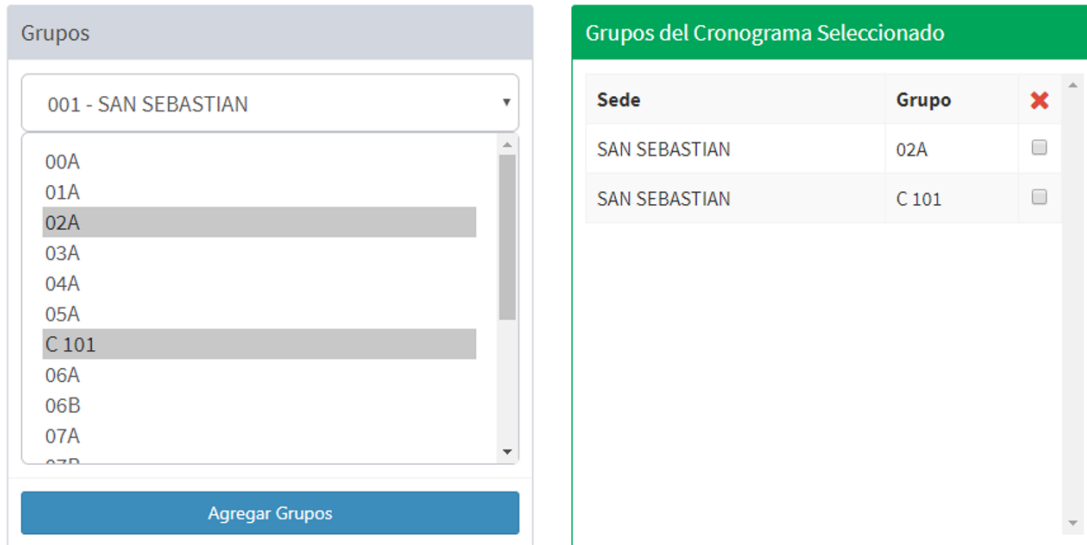 Grupos
001 - SAN SEBASTIAN
00A
01A
02A
03A
04A
05A
C 101
06A
06B
07A
07B
Agregar Grupos
Grupos del Cronograma Seleccionado
Sede Grupo
SAN SEBASTIAN 02A
SAN SEBASTIAN C 101